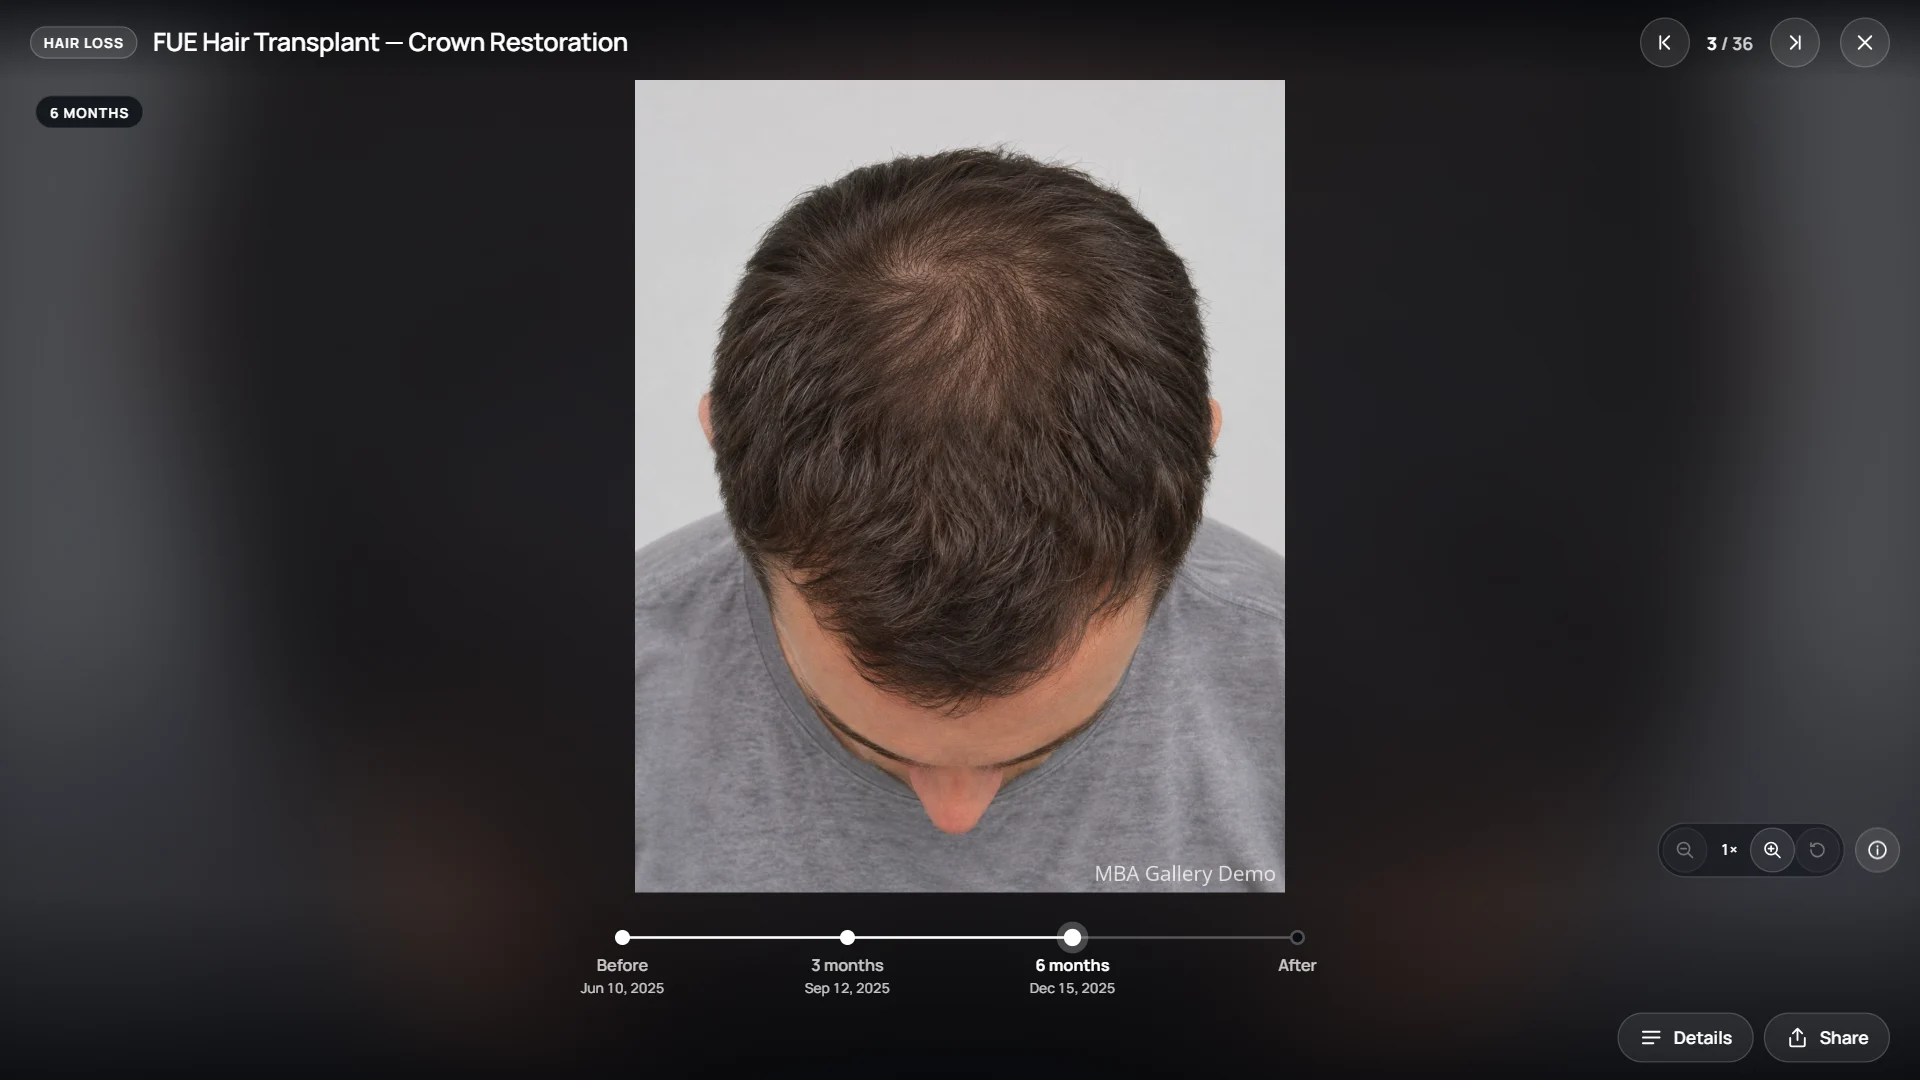 HAIR LOSS
FUE Hair Transplant — Crown Restoration
3 / 36
6 MONTHS
MBA Gallery Demo
1×
Before
Jun 10, 2025
3 months
Sep 12, 2025
6 months
Dec 15, 2025
After
Details
Share